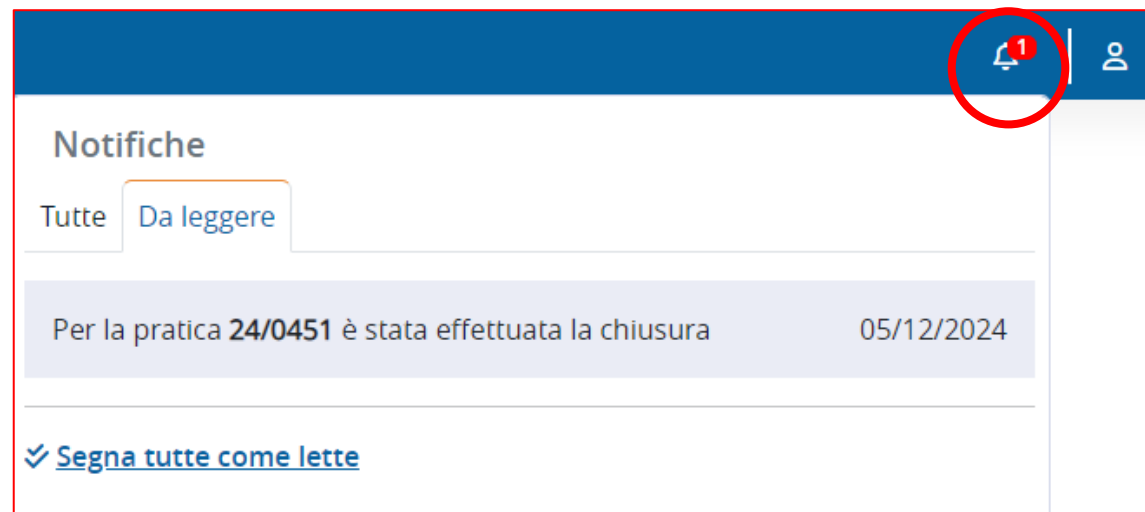 1
Notifiche
Tutte Da leggere
Per la pratica 24/0451 è stata effettuata la chiusura 05/12/2024
Segna tutte come lette